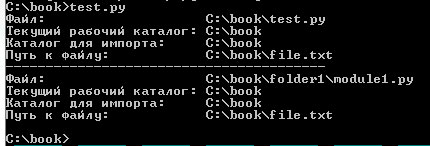 C:\book>test.py
Файл: C:\book\test.py
Текущий рабочий каталог: C:\book
Каталог для импорта: C:\book
Путь к файлу: C:\book\file.txt
----------------------------------------
Файл: C:\book\folder1\module1.py
Текущий рабочий каталог: C:\book
Каталог для импорта: C:\book
Путь к файлу: C:\book\file.txt
C:\book>